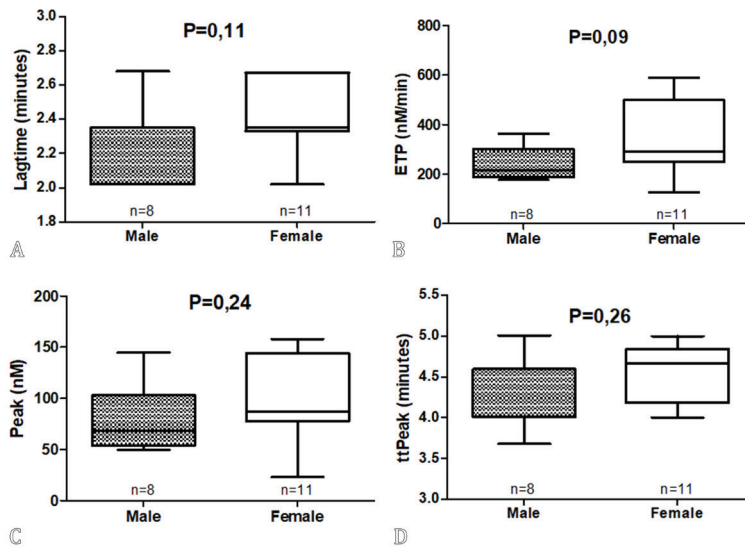 P=0,11
Lagtime (minutes)
3.0
2.8
2.6
2.4
2.2
2.0
1.8
n=8
n=11
Male
Female
A
P=0,09
ETP (nM/min)
800
600
400
200
0
n=8
n=11
Male
Female
B
P=0,24
Peak (nM)
200
150
100
50
0
n=8
n=11
Male
Female
C
P=0,26
ttPeak (minutes)
5.5
5.0
4.5
4.0
3.5
3.0
n=8
n=11
Male
Female
D